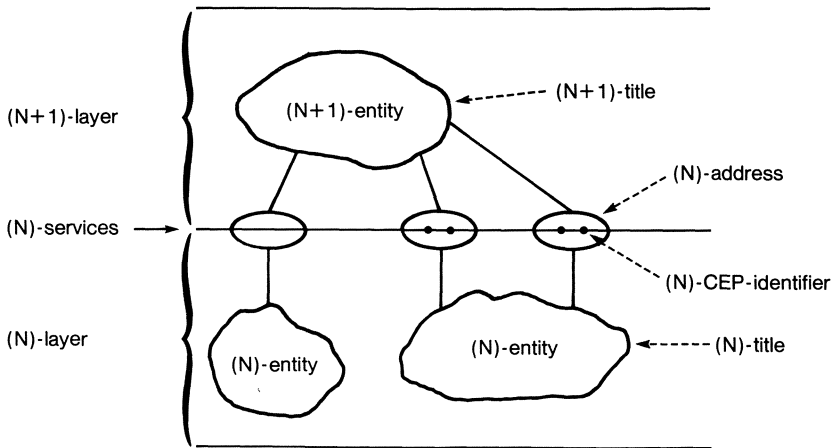 (N+1)-title
(N+1)-entity
(N+1)-layer
(N)-address
(N)-services
(N)-CEP-identifier
(N)-layer
(N)-entity
(N)-entity
(N)-title